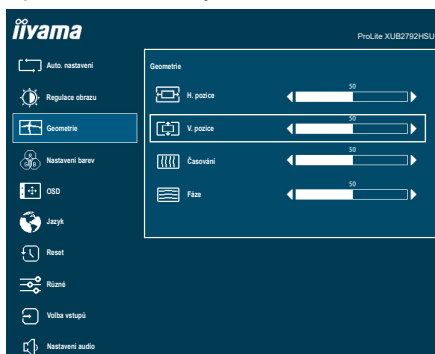 iiyama
ProLite XUB2792HSU
Auto. nastavení
Regulace obrazu
Geometrie
Nastavení barev
OSD
Jazyk
Reset
Různé
Volba vstupů
Nastavení audio
Geometrie
H. pozice
50
V. pozice
50
Časování
50
Fáze
50